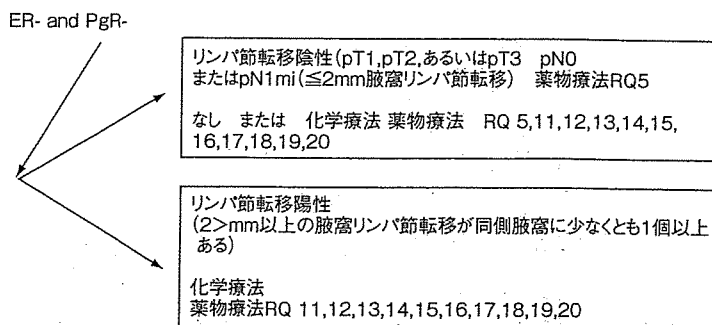 ER- and PgR-
リンパ節転移陰性(pT1,pT2,あるいはpT3 pN0
またはpN1mi(≦2mm腋窩リンパ節転移) 薬物療法RQ5
なし または 化学療法 薬物療法 RQ 5,11,12,13,14,15,
16,17,18,19,20
リンパ節転移陽性
(2>mm以上の腋窩リンパ節転移が同側腋窩に少なくとも1個以上
ある)
化学療法
薬物療法RQ 11,12,13,14,15,16,17,18,19,20